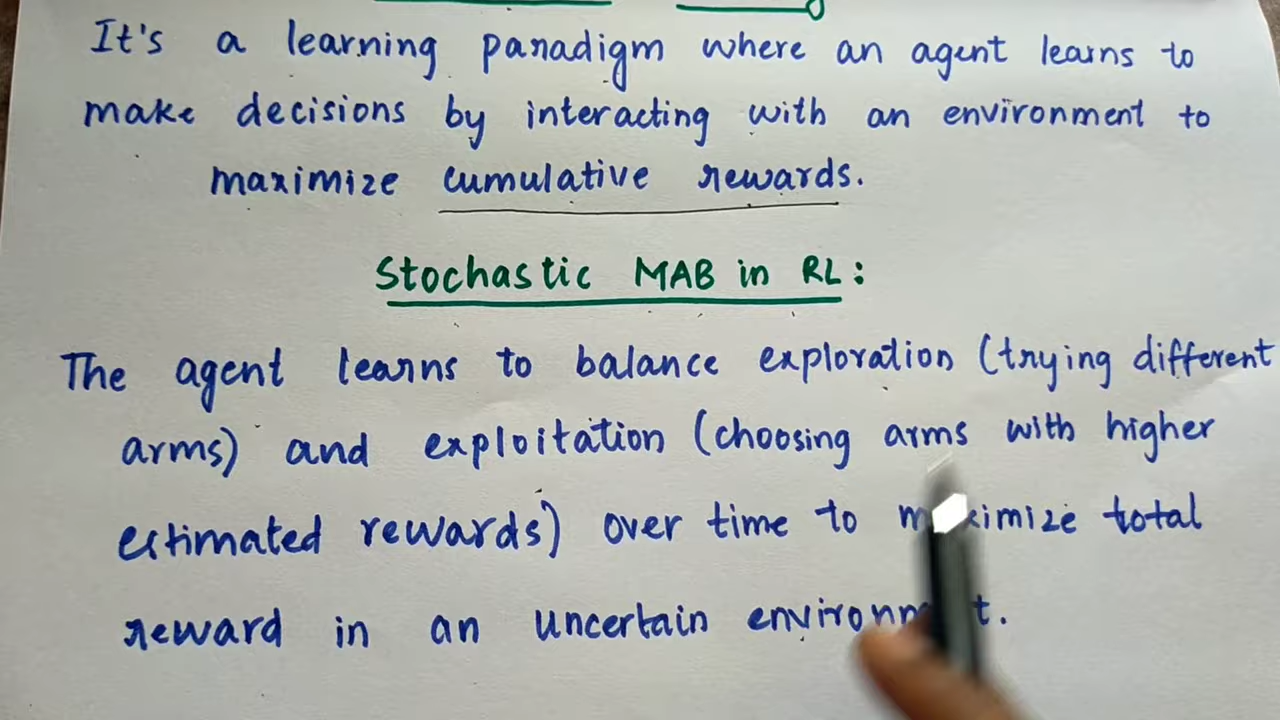 It's a learning paradigm where an agent learns to
make decisions by interacting with an environment to
maximize cumulative rewards.
Stochastic MAB in RL:
The agent learns to balance exploration (trying different
arms) and exploitation (choosing arms with higher
estimated rewards) over time to maximize total
reward in an uncertain environment.